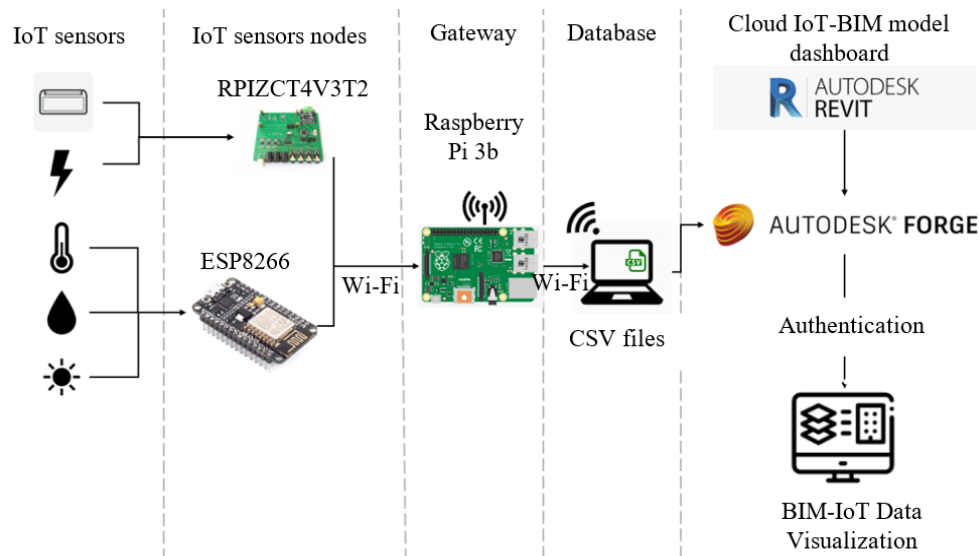 IoT sensors
IoT sensors nodes
Gateway
Database
Cloud IoT-BIM model
dashboard
RPIZCT4V3T2
Raspberry
Pi 3b
AUTODESK
REVIT
AUTODESK® FORGE
CSV
ESP8266
Wi-Fi
Wi-Fi
CSV files
Authentication
BIM-IoT Data
Visualization